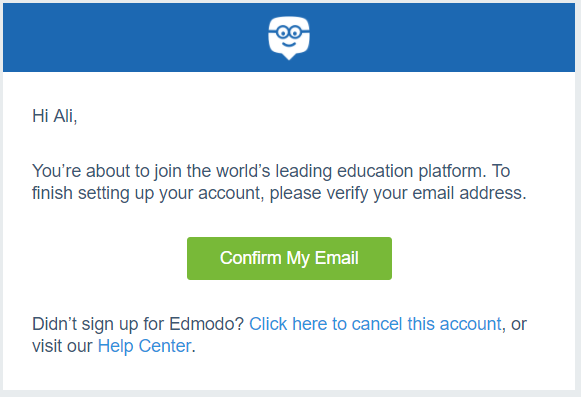 Hi Ali,
You’re about to join the world’s leading education platform. To
finish setting up your account, please verify your email address.
Confirm My Email
Didn’t sign up for Edmodo? Click here to cancel this account, or
visit our Help Center.